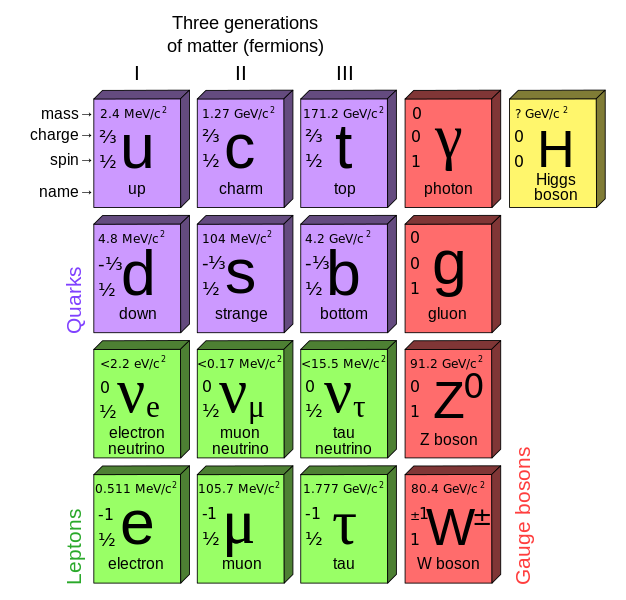 Three generations
of matter (fermions)
I II III
mass→
charge→
spin→
name→
2.4 MeV/c²
⅔
½
u
up
1.27 GeV/c²
⅔
½
c
charm
171.2 GeV/c²
⅔
½
t
top
0
0
1
γ
photon
? GeV/c²
0
0
H
Higgs
boson
Quarks
4.8 MeV/c²
-⅓
½
d
down
104 MeV/c²
-⅓
½
s
strange
4.2 GeV/c²
-⅓
½
b
bottom
0
0
1
g
gluon
<2.2 eV/c²
0
½
νe
electron
neutrino
<0.17 MeV/c²
0
½
νμ
muon
neutrino
<15.5 MeV/c²
0
½
ντ
tau
neutrino
91.2 GeV/c²
0
1
Z⁰
Z boson
Leptons
0.511 MeV/c²
-1
½
e
electron
105.7 MeV/c²
-1
½
μ
muon
1.777 GeV/c²
-1
½
τ
tau
80.4 GeV/c²
±1
1
W±
W boson
Gauge bosons